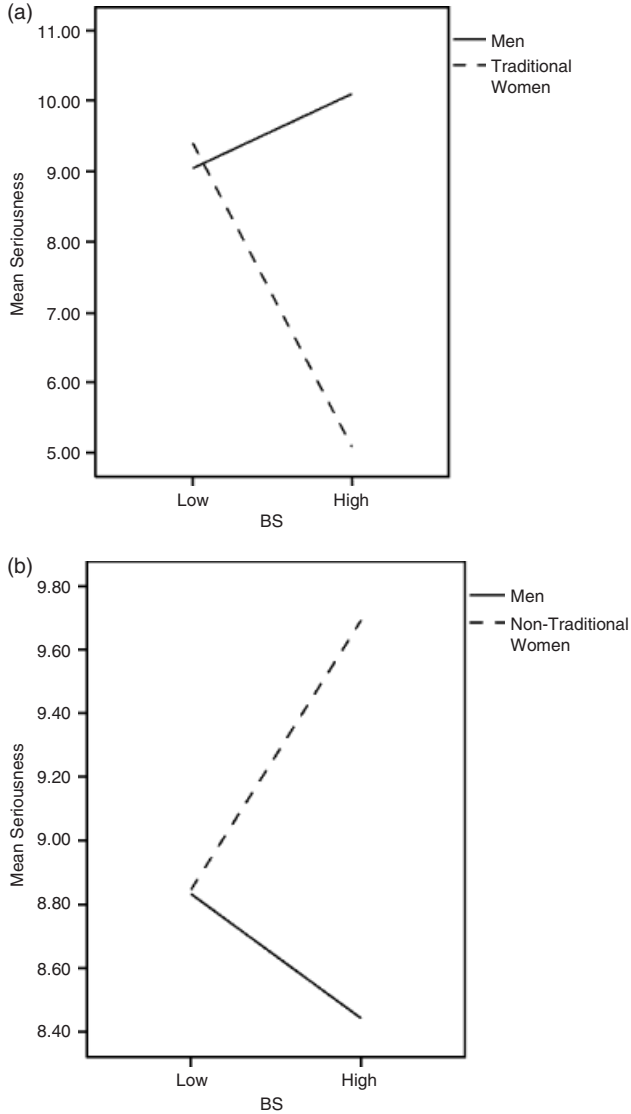 (a)
11.00
10.00
9.00
8.00
7.00
6.00
5.00
Mean Seriousness
Low
High
BS
Men
Traditional
Women
(b)
9.80
9.60
9.40
9.20
9.00
8.80
8.60
8.40
Mean Seriousness
Low
High
BS
Men
Non-Traditional
Women